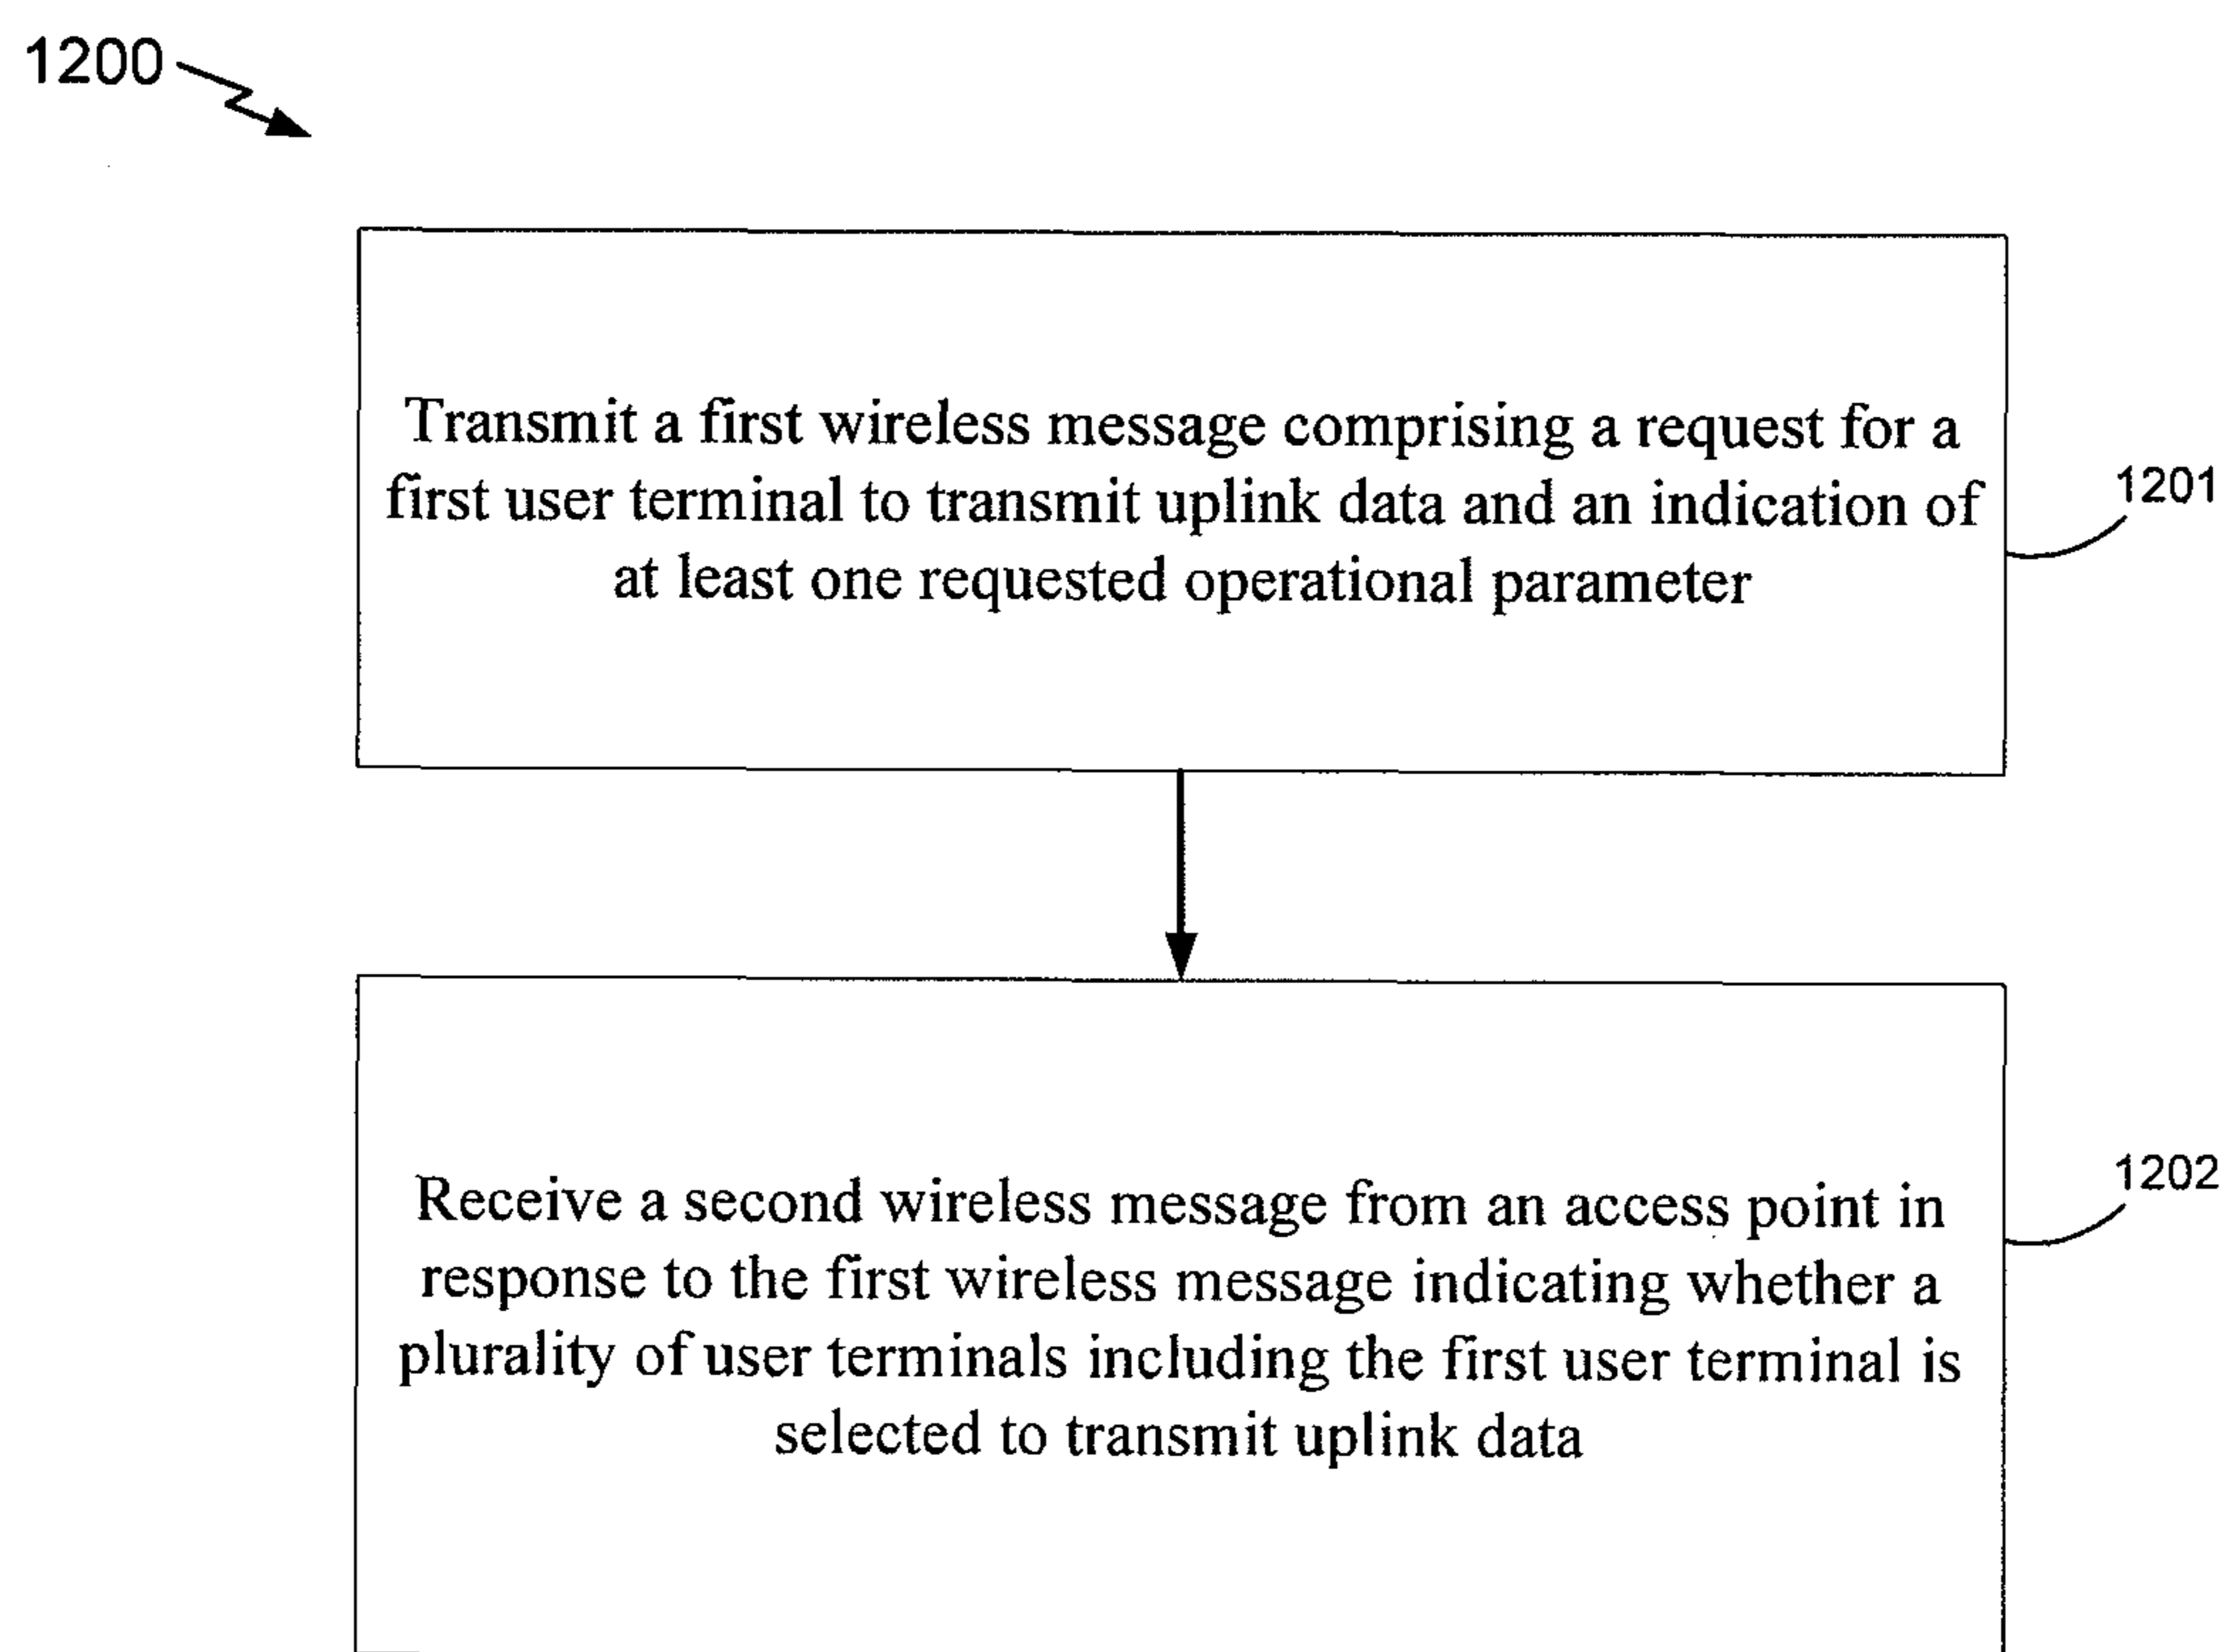 1200
Transmit a first wireless message comprising a request for a
first user terminal to transmit uplink data and an indication of
at least one requested operational parameter
1201
Receive a second wireless message from an access point in
response to the first wireless message indicating whether a
plurality of user terminals including the first user terminal is
selected to transmit uplink data
1202